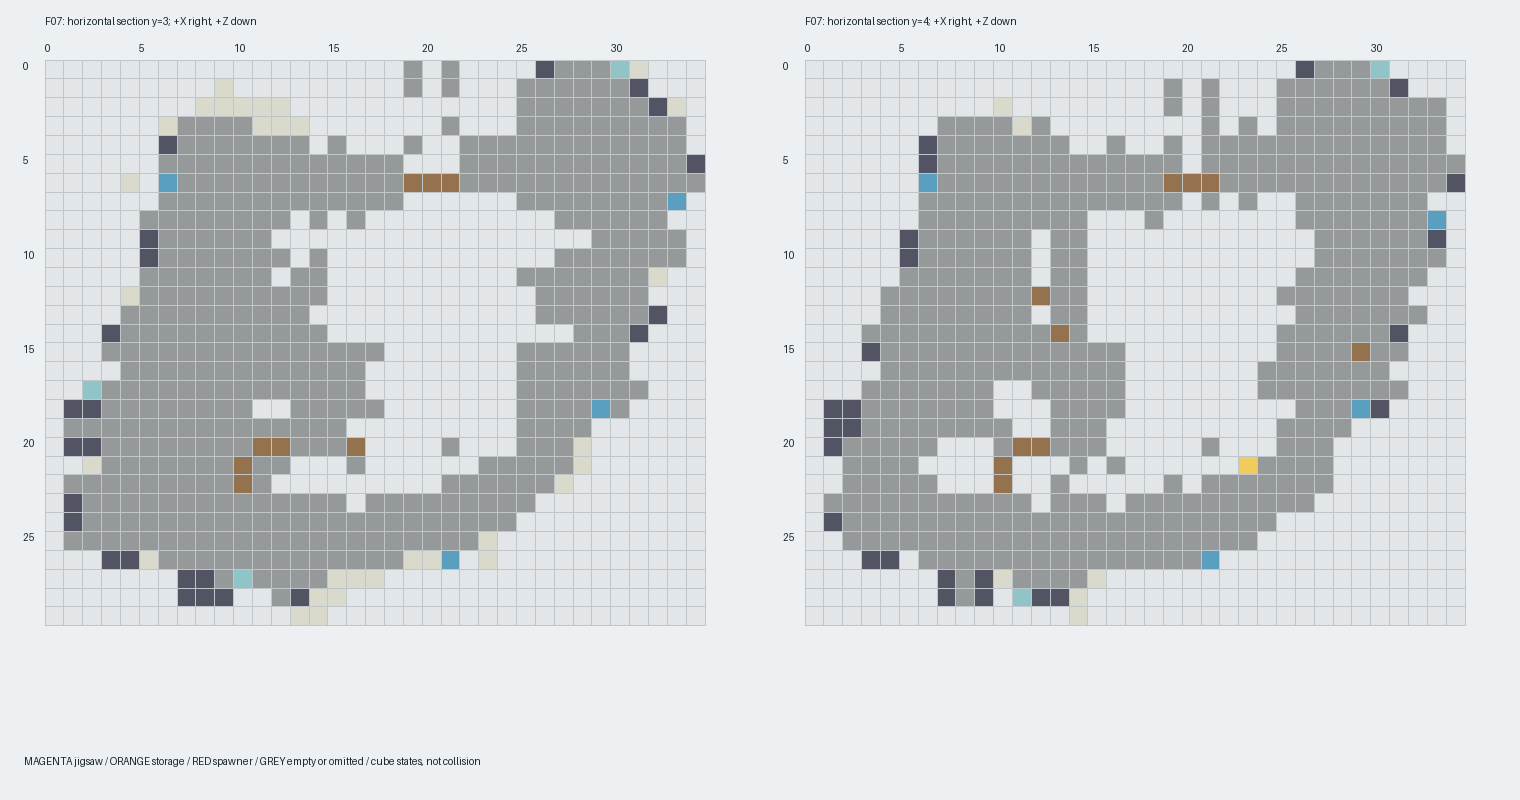 F07: horizontal section y=3; +X right, +Z down
F07: horizontal section y=4; +X right, +Z down
0 5 10 15 20 25 30
0 5 10 15 20 25 30
0 0
5 5
10 10
15 15
20 20
25 25
MAGENTA jigsaw / ORANGE storage / RED spawner / GREY empty or omitted / cube states, not collision